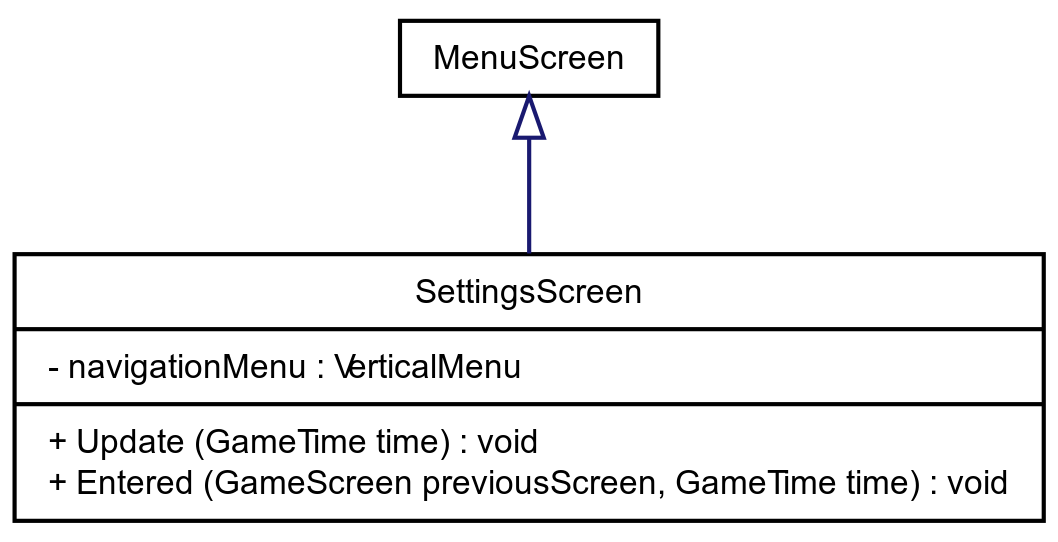 MenuScreen
SettingsScreen
- navigationMenu : VerticalMenu
+ Update (GameTime time) : void
+ Entered (GameScreen previousScreen, GameTime time) : void